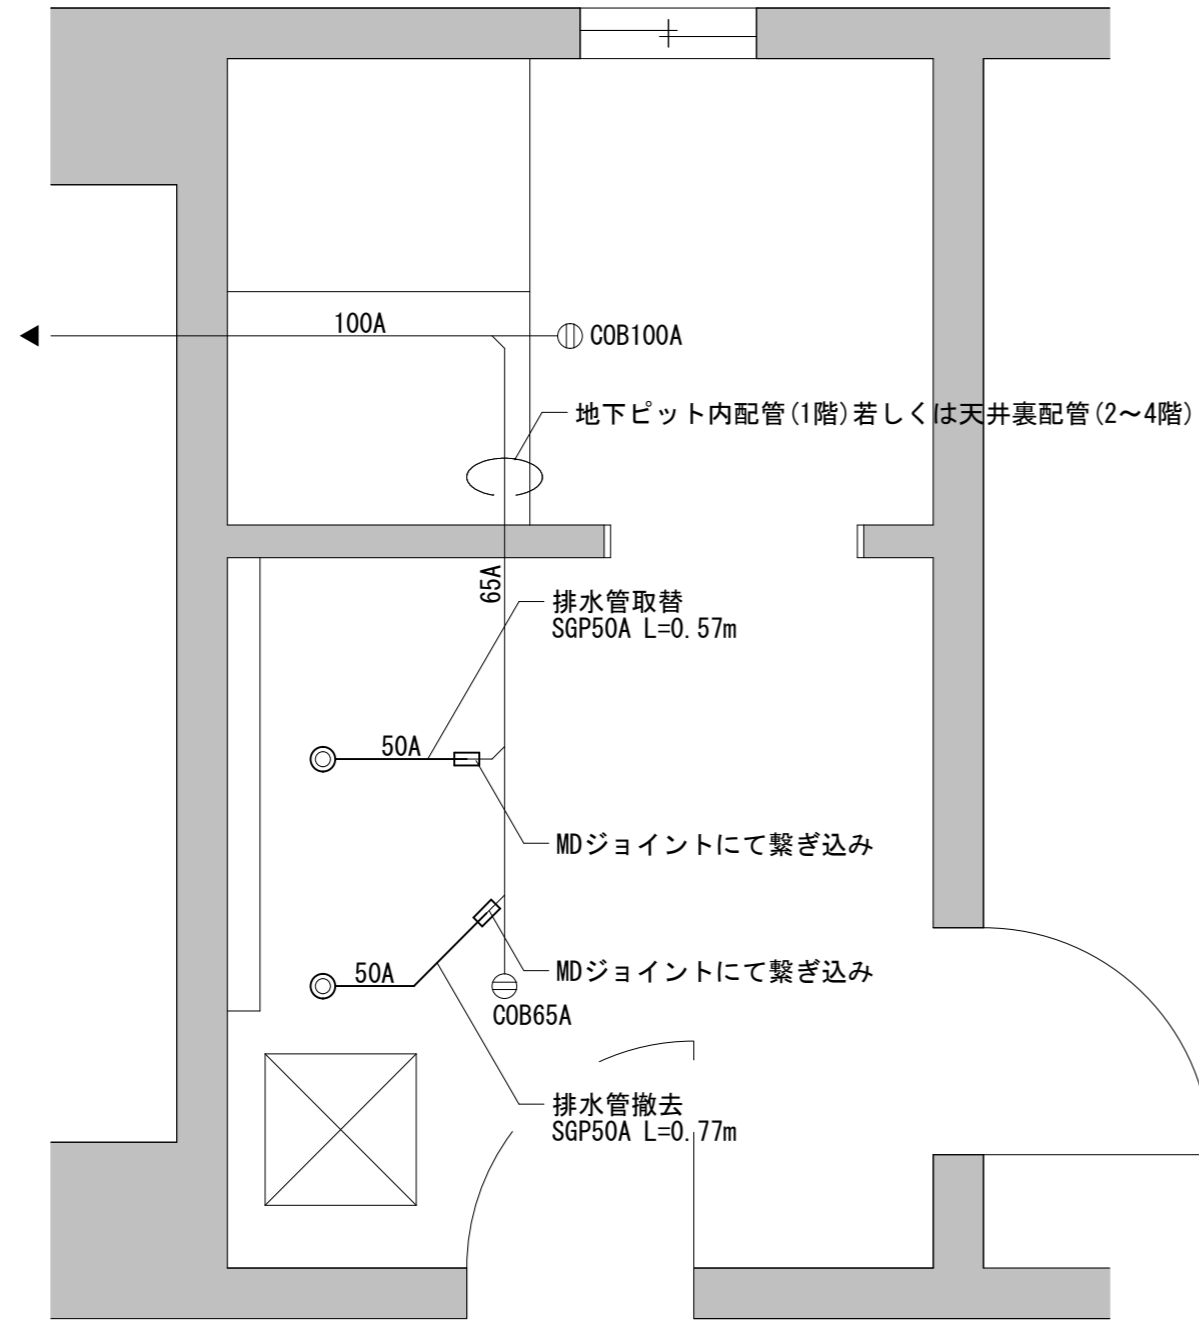 100A
COB100A
地下ピット内配管(1階)若しくは天井裏配管(2～4階)
65A
排水管取替
SGP50A L=0.57m
50A
MDジョイントにて繋ぎ込み
50A
MDジョイントにて繋ぎ込み
COB65A
排水管撤去
SGP50A L=0.77m